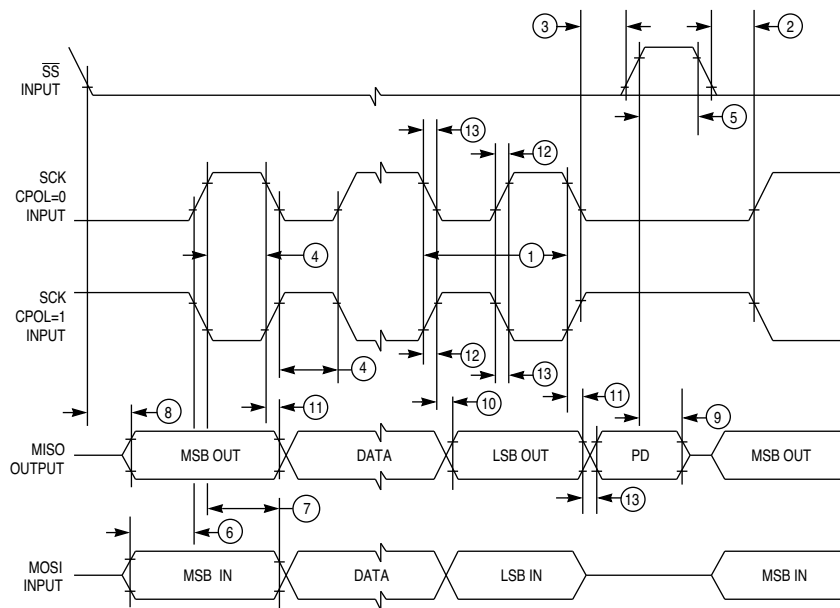 3
2
SS
INPUT
5
13
12
SCK
CPOL=0
INPUT
4
1
SCK
CPOL=1
INPUT
12
13
4
8
11
10
11
9
MISO
OUTPUT
MSB OUT
DATA
LSB OUT
PD
MSB OUT
13
7
6
MOSI
INPUT
MSB IN
DATA
LSB IN
MSB IN